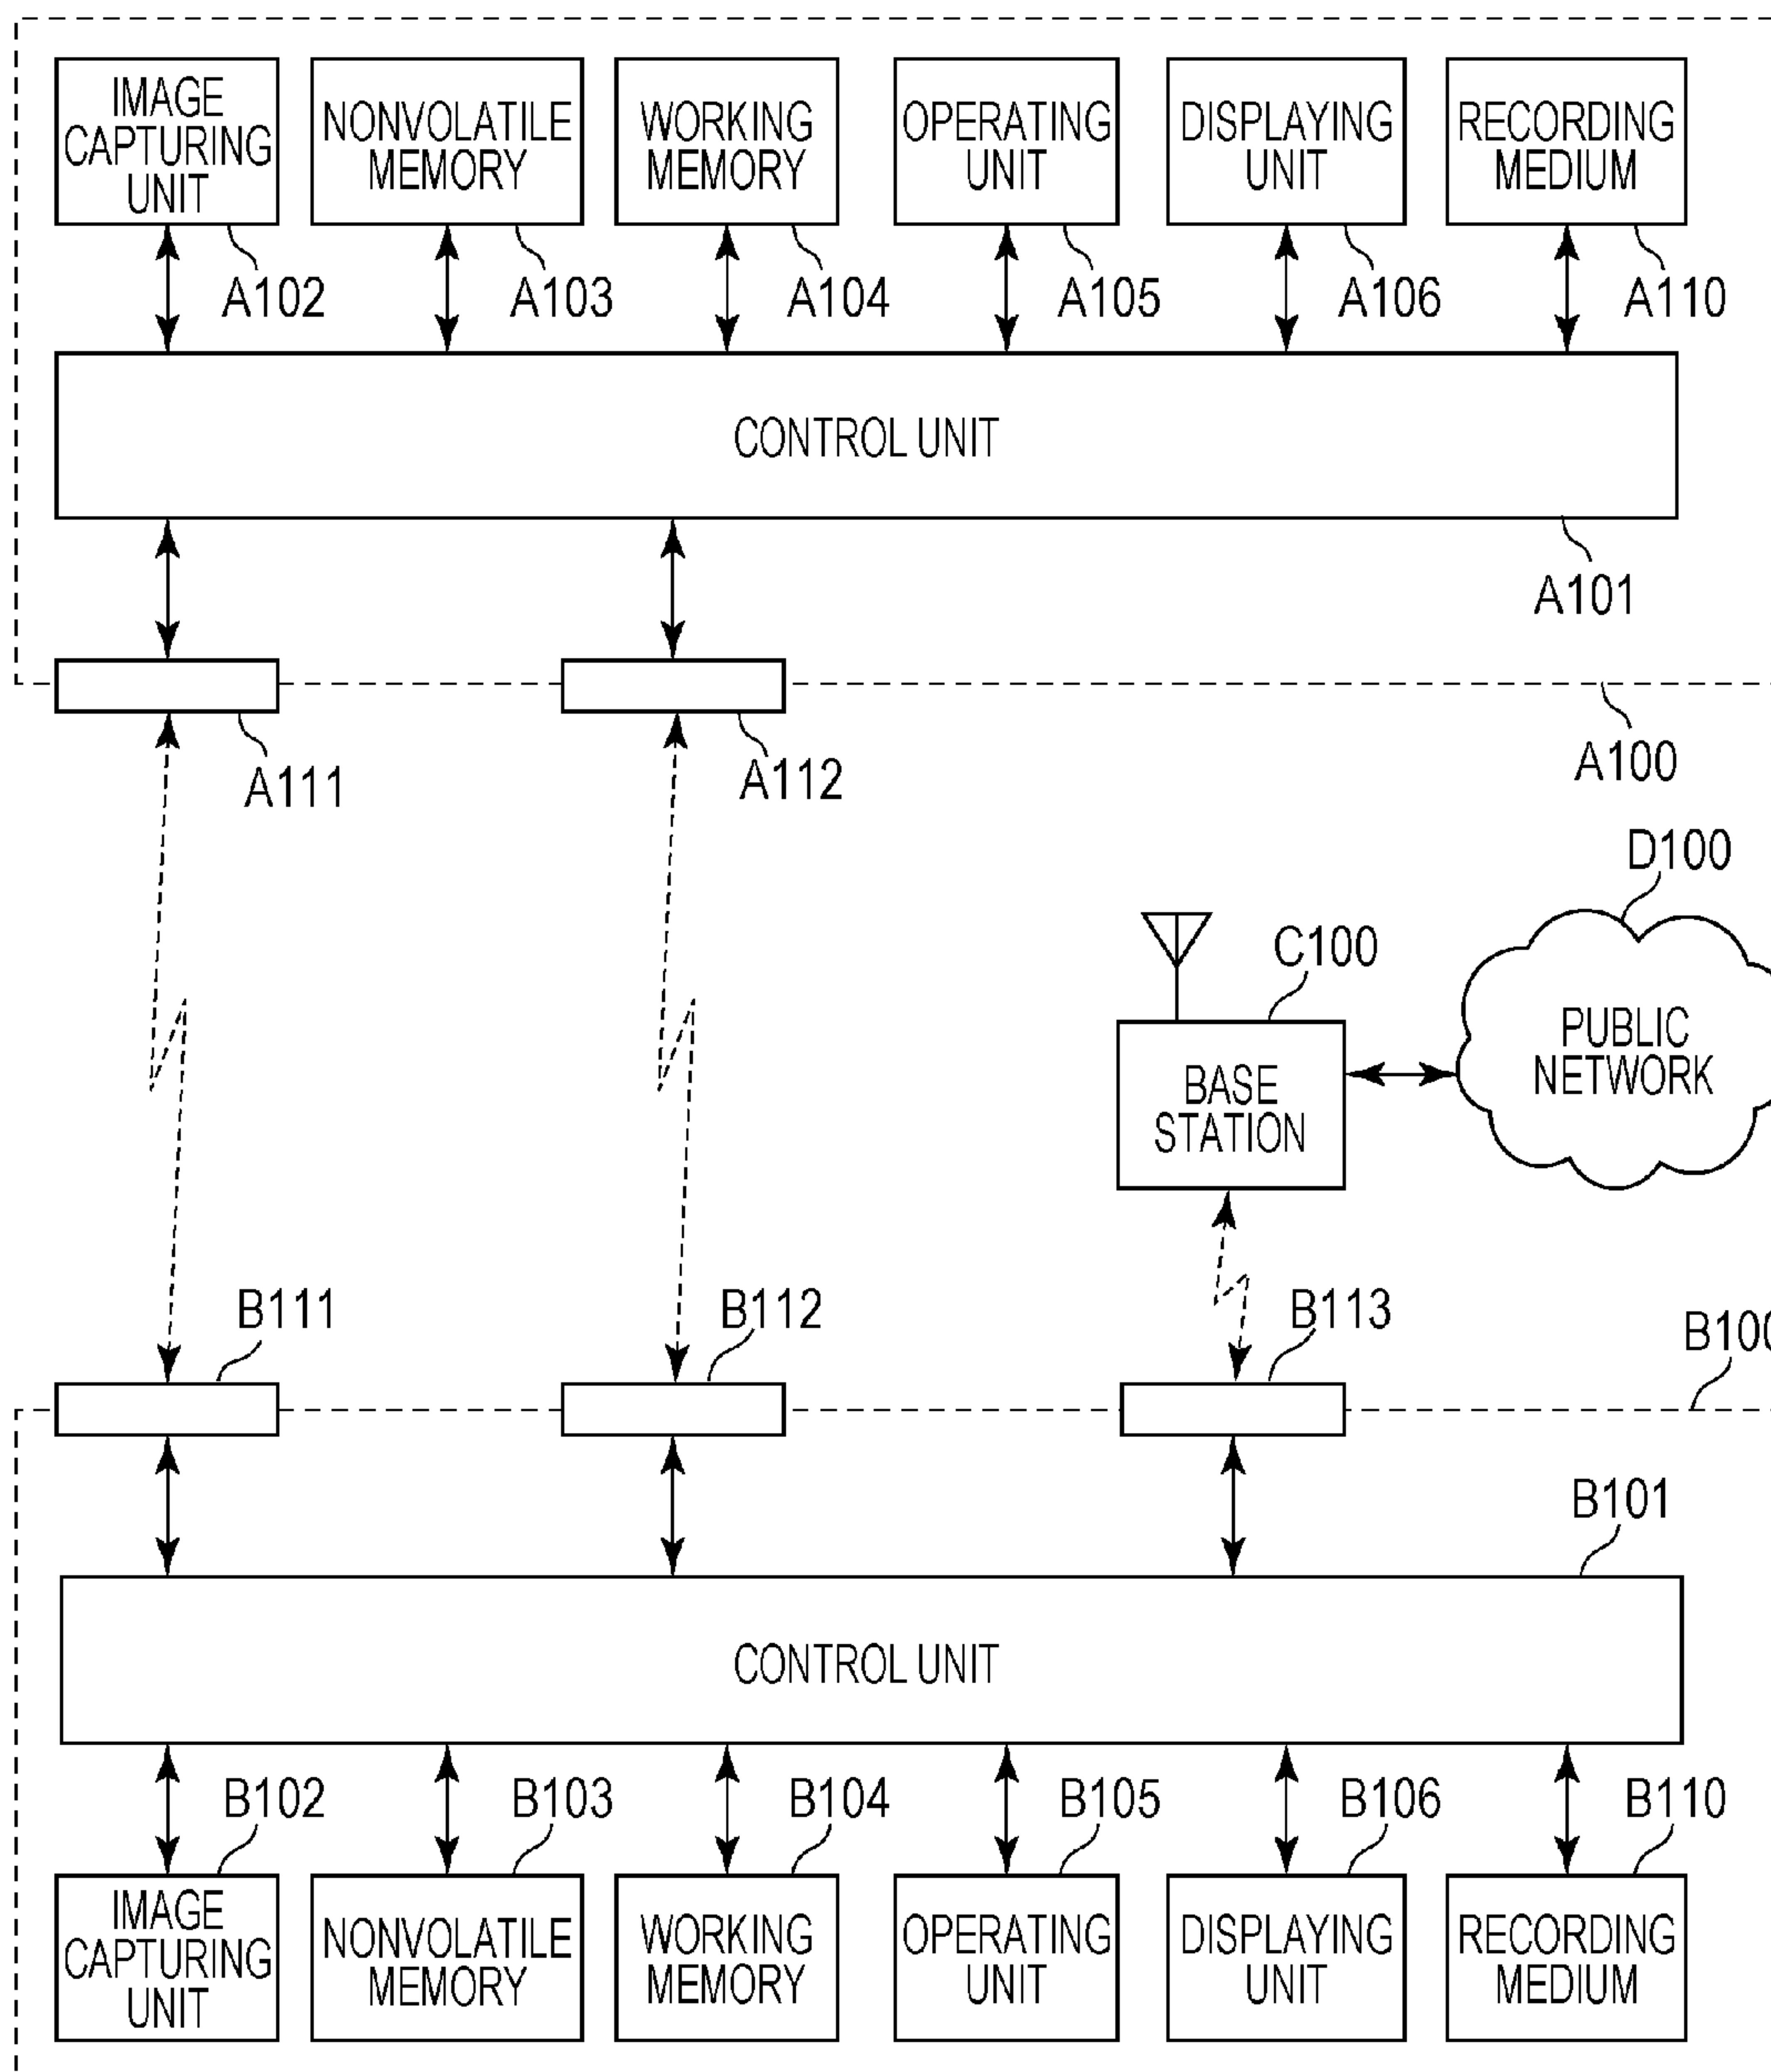 IMAGE
CAPTURING
UNIT
NONVOLATILE
MEMORY
WORKING
MEMORY
OPERATING
UNIT
DISPLAYING
UNIT
RECORDING
MEDIUM
A102
A103
A104
A105
A106
A110
CONTROL UNIT
A101
A111
A112
A100
D100
C100
PUBLIC
NETWORK
BASE
STATION
B111
B112
B113
B100
B101
CONTROL UNIT
B102
B103
B104
B105
B106
B110
IMAGE
CAPTURING
UNIT
NONVOLATILE
MEMORY
WORKING
MEMORY
OPERATING
UNIT
DISPLAYING
UNIT
RECORDING
MEDIUM